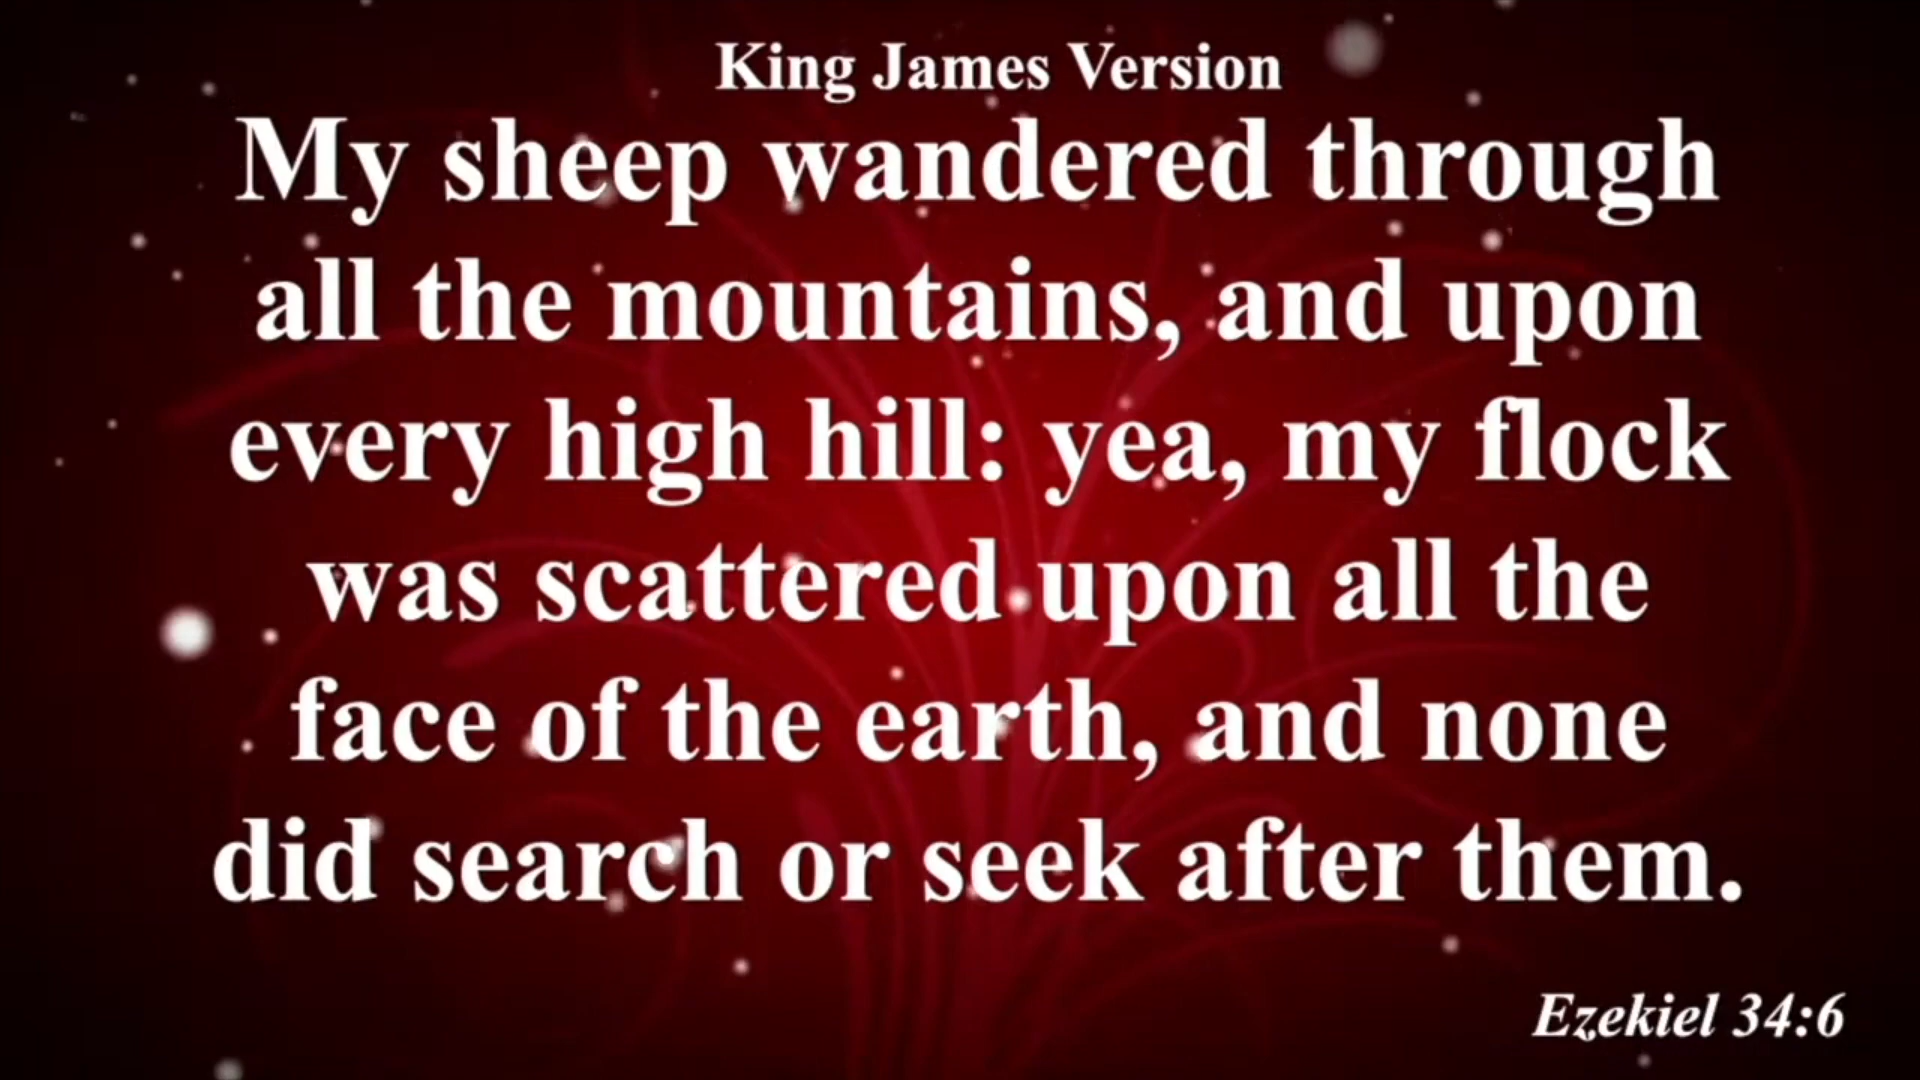 King James Version
My sheep wandered through
all the mountains, and upon
every high hill: yea, my flock
was scattered upon all the
face of the earth, and none
did search or seek after them.
Ezekiel 34:6